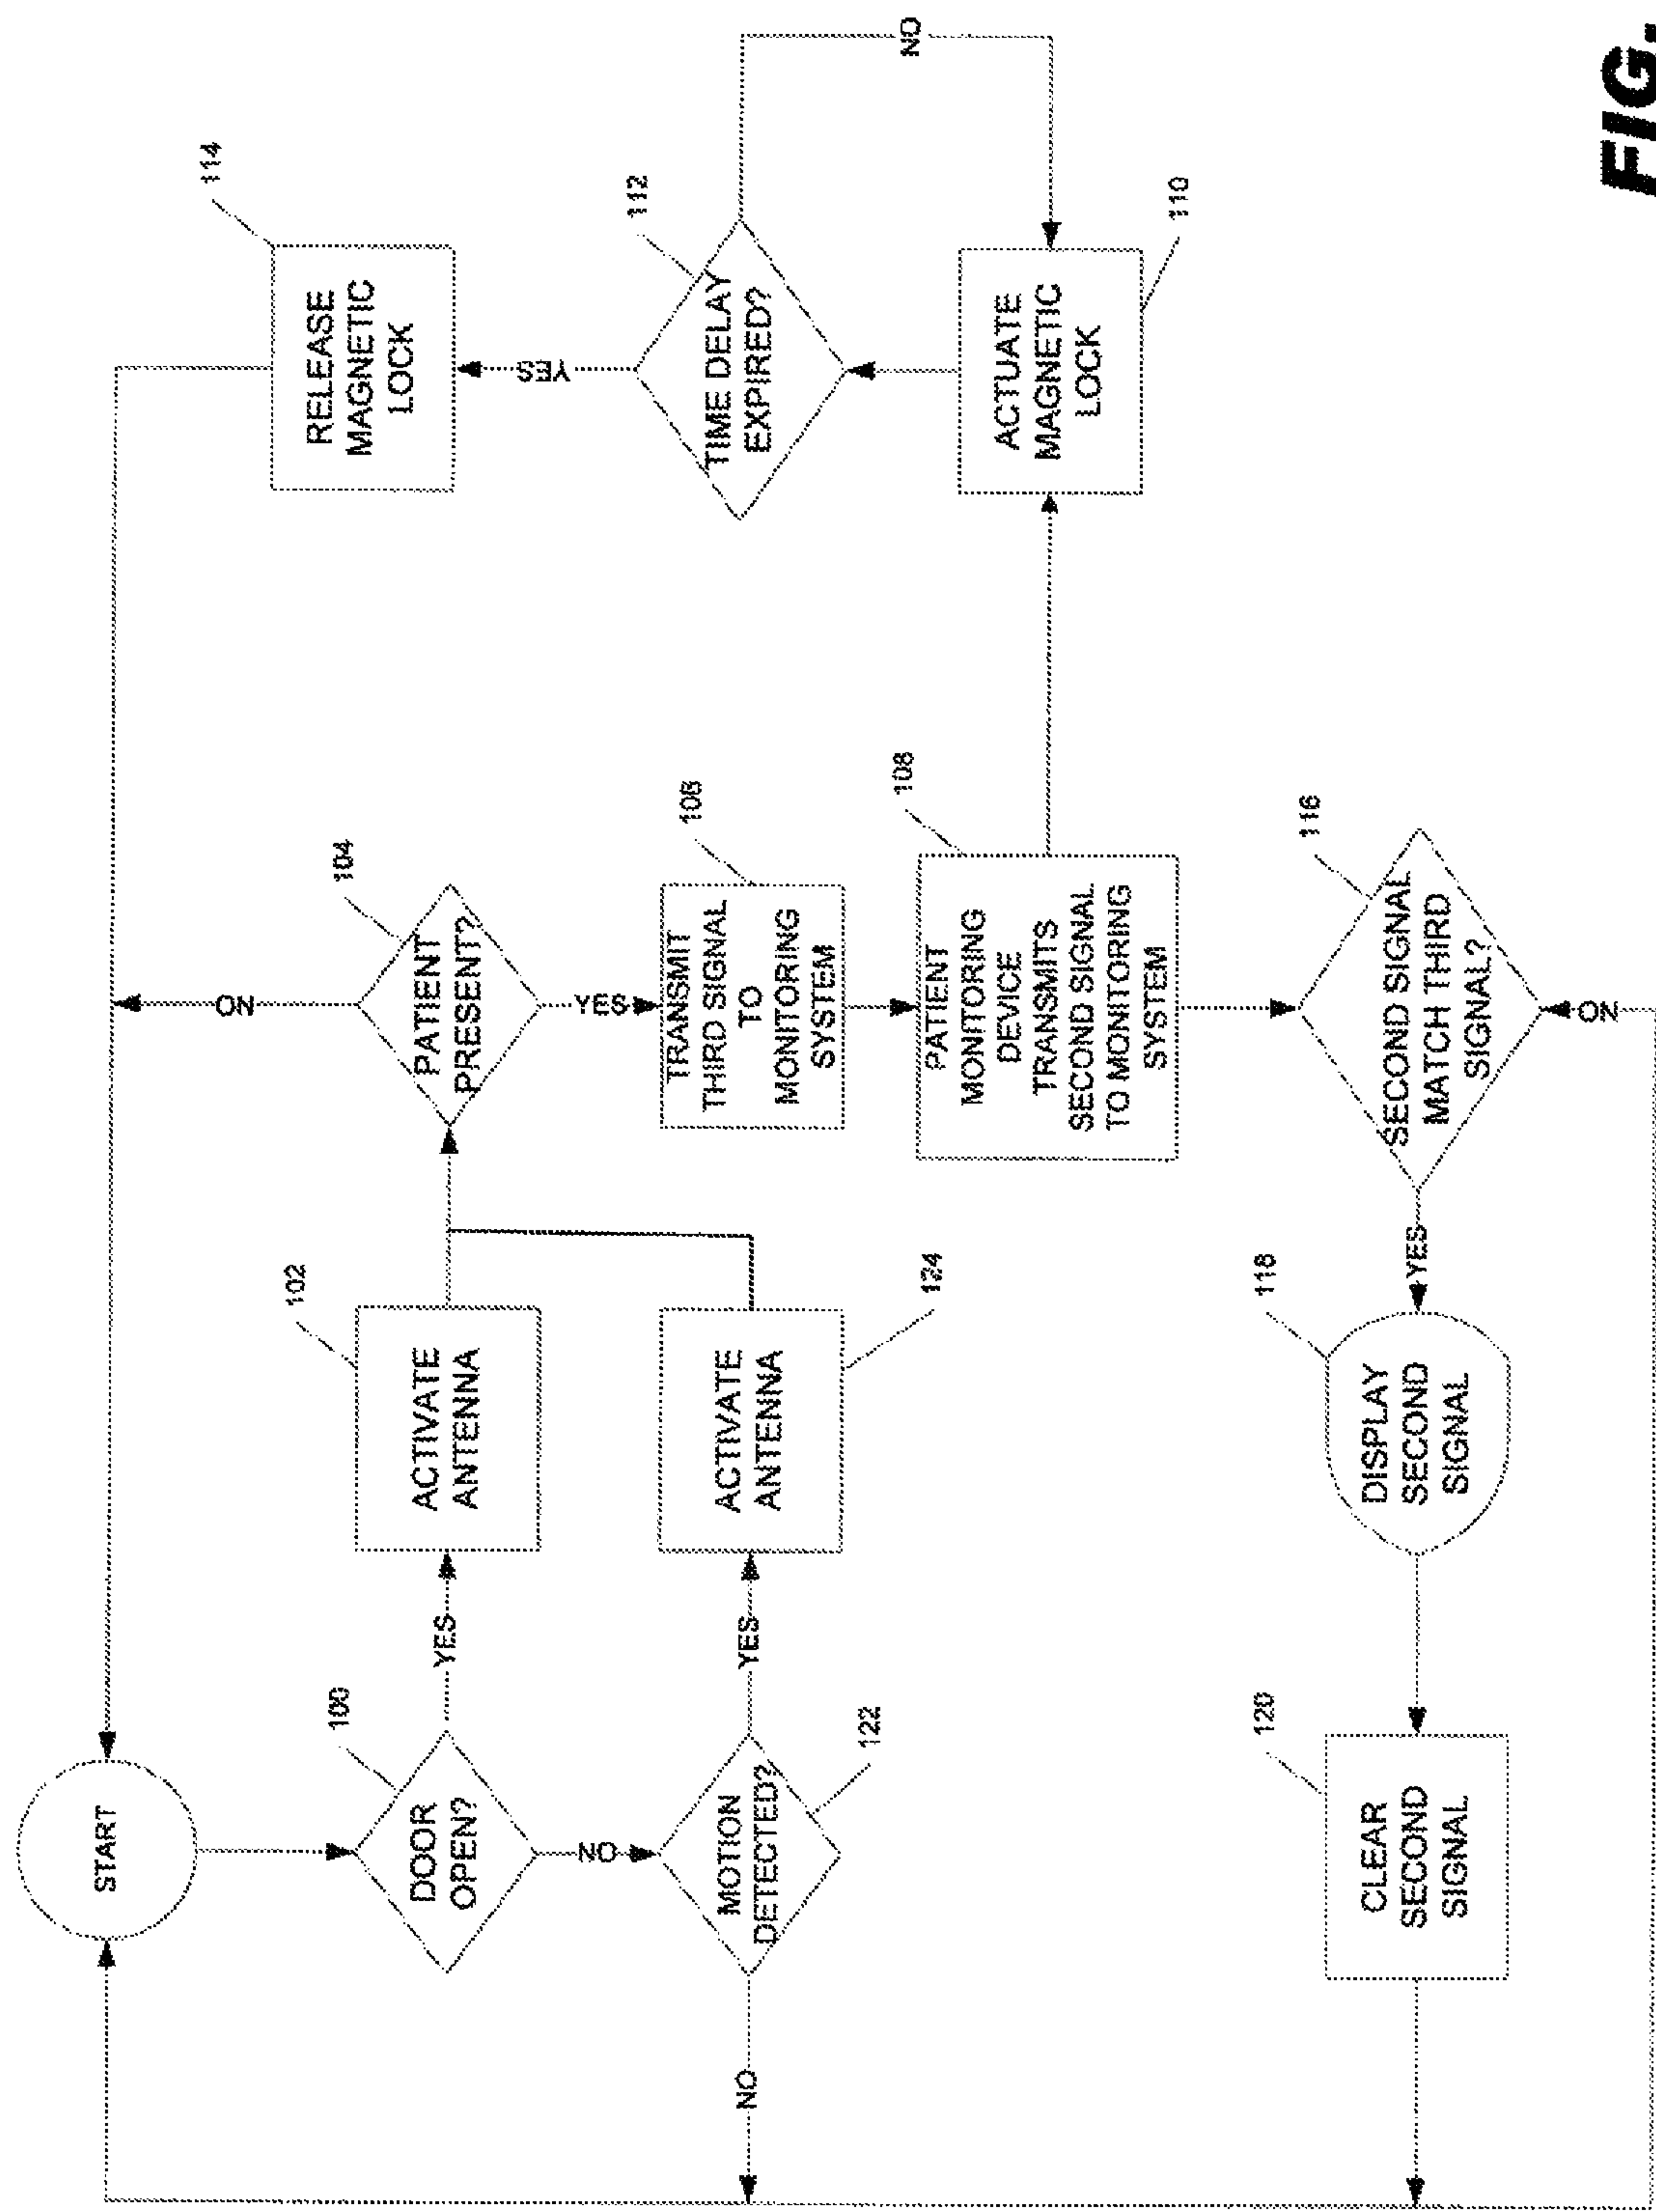 START
114
RELEASE
MAGNETIC
LOCK
NO
100
102
104
DOOR
OPEN?
YES
ACTIVATE
ANTENNA
PATIENT
PRESENT?
YES
NO
YES
112
TIME DELAY
EXPIRED?
MOTION
DETECTED?
YES
ACTIVATE
ANTENNA
106
TRANSMIT
THIRD SIGNAL
TO
MONITORING
SYSTEM
NO
122
124
NO
108
PATIENT
MONITORING
DEVICE
TRANSMITS
SECOND SIGNAL
TO MONITORING
SYSTEM
ACTUATE
MAGNETIC
LOCK
110
120
118
116
CLEAR
SECOND
SIGNAL
DISPLAY
SECOND
SIGNAL
YES
SECOND SIGNAL
MATCH THIRD
SIGNAL?
NO
FIG.